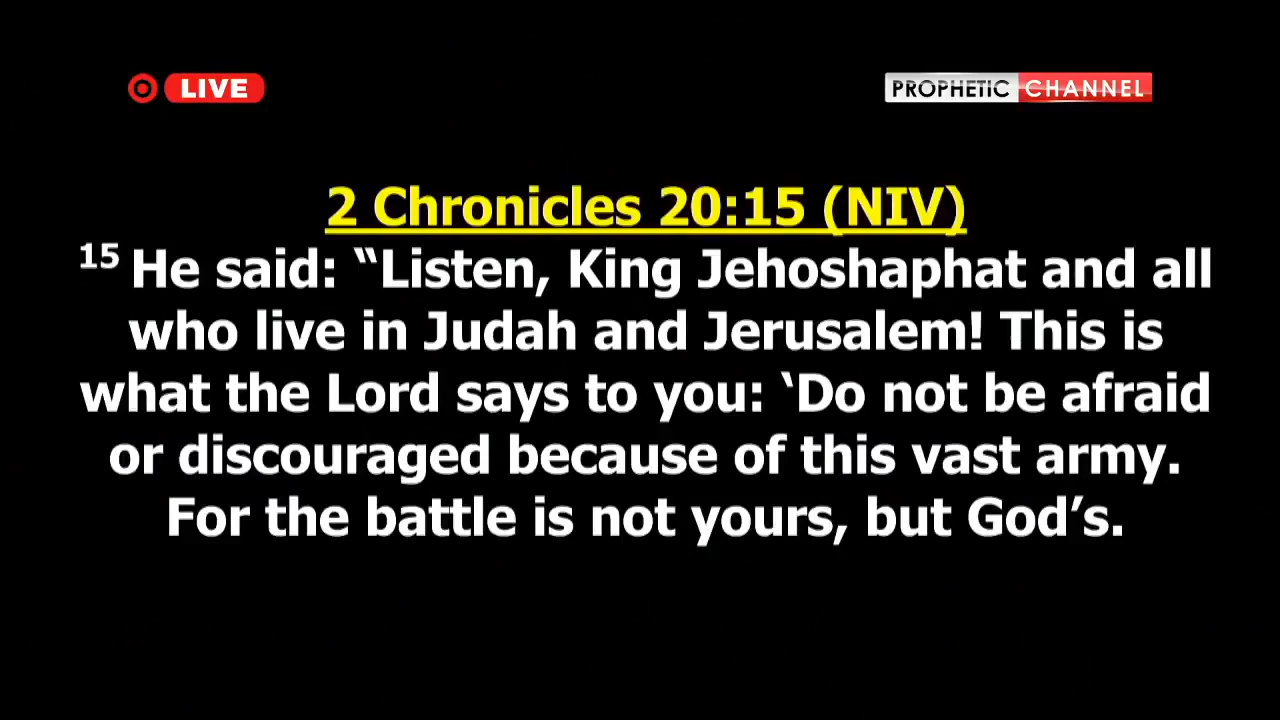 LIVE
PROPHETIC CHANNEL
2 Chronicles 20:15 (NIV)
15 He said: “Listen, King Jehoshaphat and all
who live in Judah and Jerusalem! This is
what the Lord says to you: ‘Do not be afraid
or discouraged because of this vast army.
For the battle is not yours, but God’s.